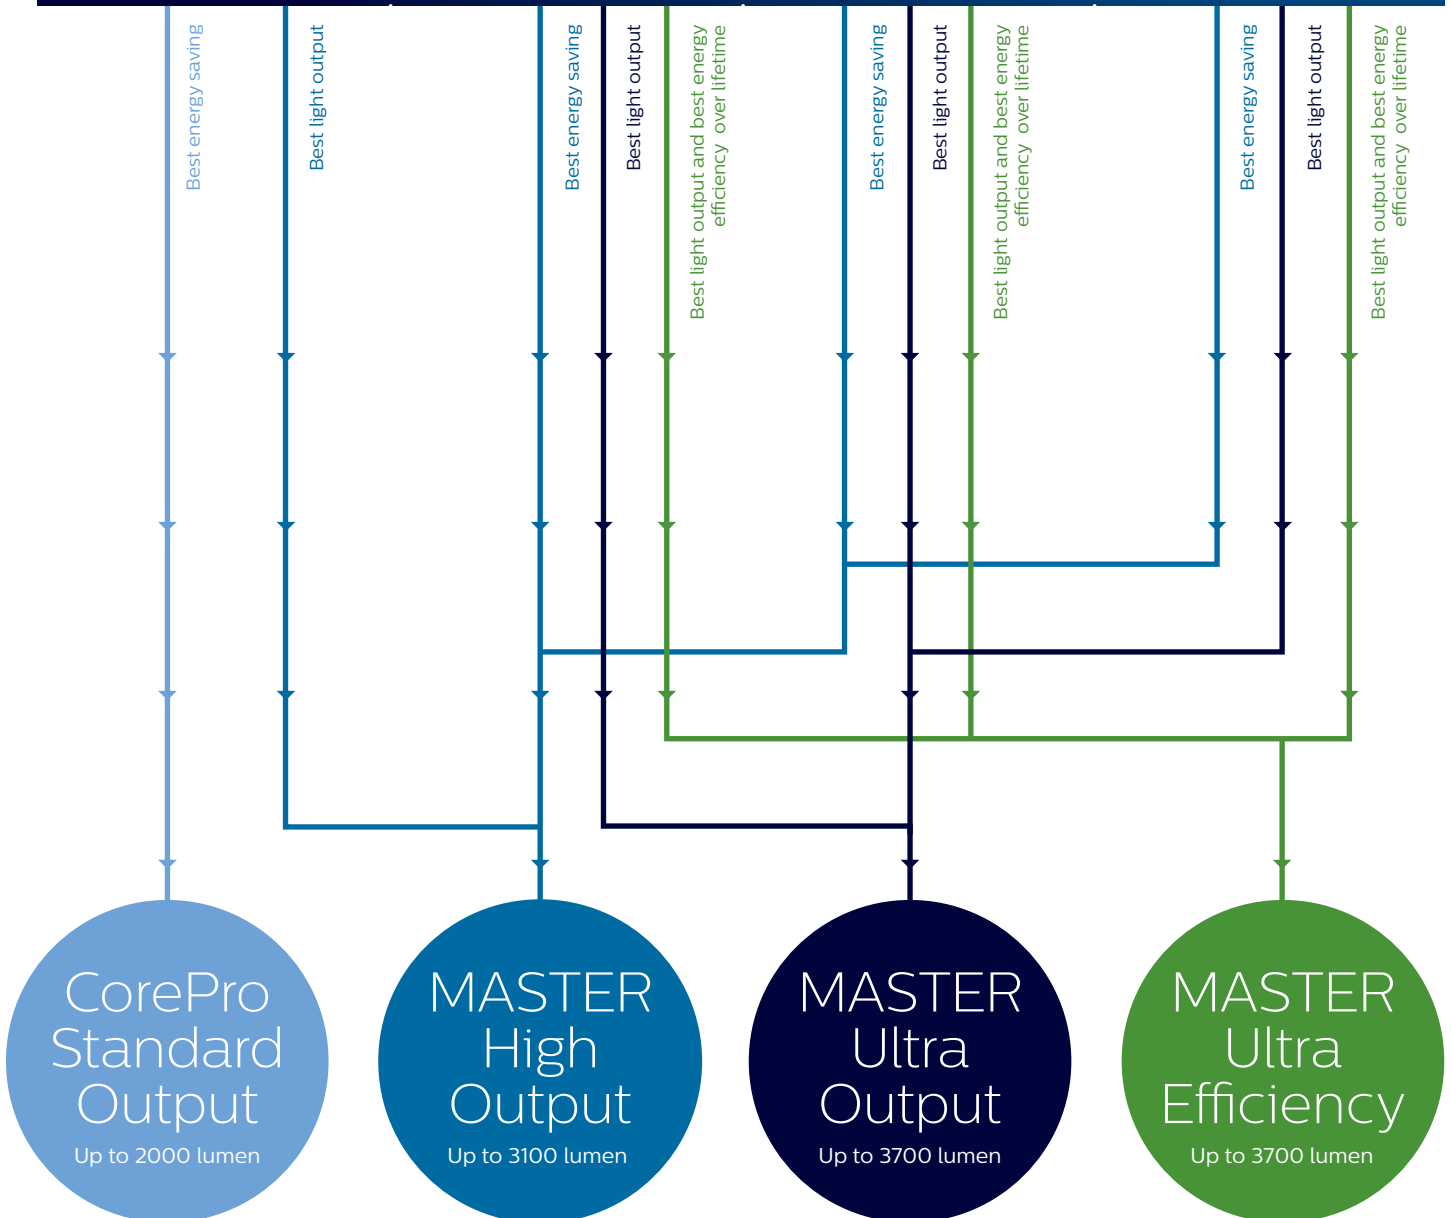 Best energy saving
Best light output
Best energy saving
Best light output
Best light output and best energy
efficiency over lifetime
Best energy saving
Best light output
Best light output and best energy
efficiency over lifetime
Best energy saving
Best light output
Best light output and best energy
efficiency over lifetime
CorePro
Standard
Output
Up to 2000 lumen
MASTER
High
Output
Up to 3100 lumen
MASTER
Ultra
Output
Up to 3700 lumen
MASTER
Ultra
Efficiency
Up to 3700 lumen